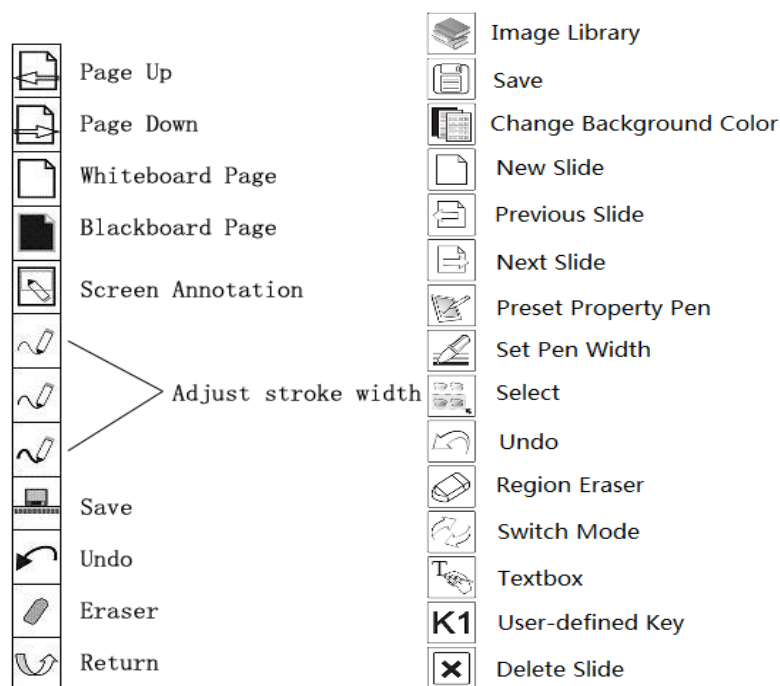 Page Up
Page Down
Whiteboard Page
Blackboard Page
Screen Annotation
Adjust stroke width
Save
Undo
Eraser
Return
Image Library
Save
Change Background Color
New Slide
Previous Slide
Next Slide
Preset Property Pen
Set Pen Width
Select
Undo
Region Eraser
Switch Mode
T
Textbox
K1
User-defined Key
Delete Slide